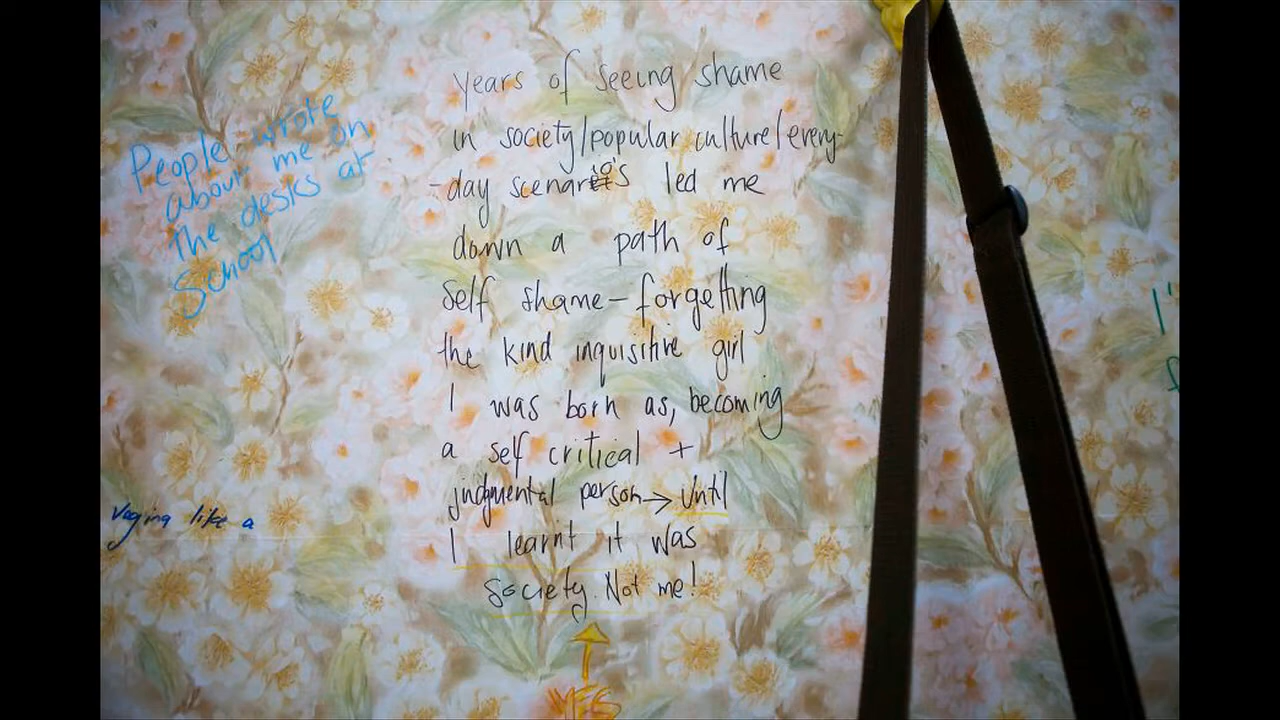 People wrote
about me on
the desks at
School
years of seeing shame
in society/popular culture/every-
-day scenario's led me
down a path of
self shame - forgetting
the kind inquisitive girl
I was born as, becoming
a self critical +
judgmental person → Until
I learnt it was
society. Not me!
YES
like a